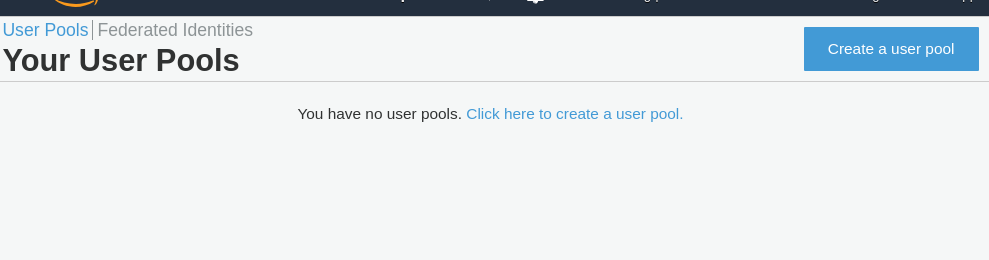 User Pools Federated Identities
Your User Pools
Create a user pool
You have no user pools. Click here to create a user pool.